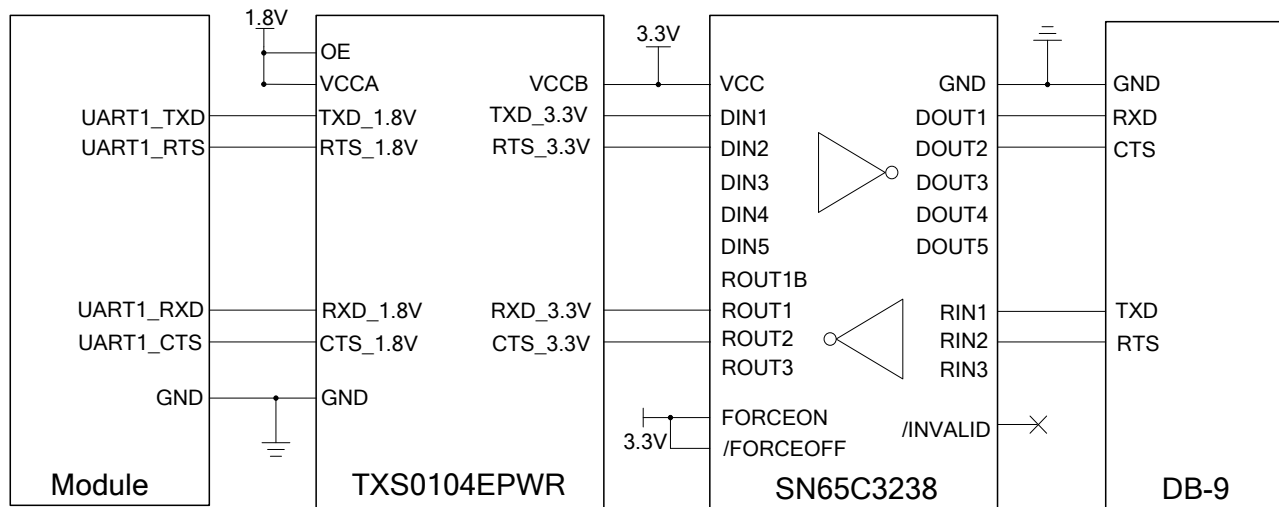 1.8V
OE
VCCA
UART1_TXD
TXD_1.8V
UART1_RTS
RTS_1.8V
UART1_RXD
RXD_1.8V
UART1_CTS
CTS_1.8V
GND
GND
Module
TXS0104EPWR
3.3V
VCCB
VCC
TXD_3.3V
DIN1
RTS_3.3V
DIN2
DIN3
DIN4
DIN5
ROUT1B
RXD_3.3V
ROUT1
CTS_3.3V
ROUT2
ROUT3
FORCEON
3.3V
/FORCEOFF
GND
GND
DOUT1
RXD
DOUT2
CTS
DOUT3
DOUT4
DOUT5
RIN1
TXD
RIN2
RTS
RIN3
/INVALID
SN65C3238
DB-9